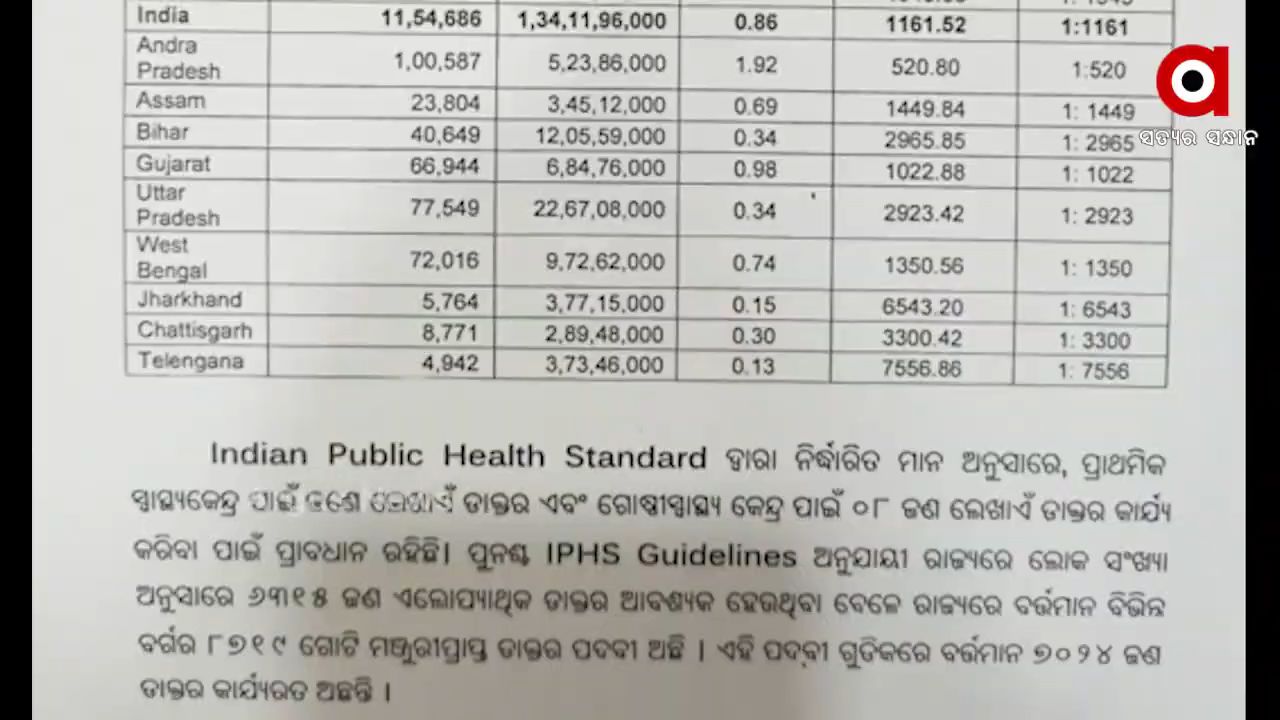 India 11,54,686 1,34,11,96,000 0.86 1161.52 1:1161
Andra Pradesh 1,00,587 5,23,86,000 1.92 520.80 1:520
Assam 23,804 3,45,12,000 0.69 1449.84 1: 1449
Bihar 40,649 12,05,59,000 0.34 2965.85 1: 2965
Gujarat 66,944 6,84,76,000 0.98 1022.88 1: 1022
Uttar Pradesh 77,549 22,67,08,000 0.34 2923.42 1: 2923
West Bengal 72,016 9,72,62,000 0.74 1350.56 1: 1350
Jharkhand 5,764 3,77,15,000 0.15 6543.20 1: 6543
Chattisgarh 8,771 2,89,48,000 0.30 3300.42 1: 3300
Telengana 4,942 3,73,46,000 0.13 7556.86 1: 7556
ସତ୍ୟର ସନ୍ଧାନ
Indian Public Health Standard ଦ୍ୱାରା ନିର୍ଦ୍ଧାରିତ ମାନ ଅନୁସାରେ, ପ୍ରାଥମିକ
ସ୍ୱାସ୍ଥ୍ୟକେନ୍ଦ୍ର ପାଇଁ ଜଣେ ଲେଖାଏଁ ଡାକ୍ତର ଏବଂ ଗୋଷ୍ଠୀସ୍ୱାସ୍ଥ୍ୟ କେନ୍ଦ୍ର ପାଇଁ ୦୮ ଜଣ ଲେଖାଏଁ ଡାକ୍ତର କାର୍ଯ୍ୟ
କରିବା ପାଇଁ ପ୍ରାବଧାନ ରହିଛି। ପୁନଶ୍ଚ IPHS Guidelines ଅନୁଯାୟୀ ରାଜ୍ୟରେ ଲୋକ ସଂଖ୍ୟା
ଅନୁସାରେ ୬୩୧୫ ଜଣ ଏଲୋପ୍ୟାଥିକ ଡାକ୍ତର ଆବଶ୍ୟକ ହେଉଥିବା ବେଳେ ରାଜ୍ୟରେ ବର୍ତ୍ତମାନ ବିଭିନ୍ନ
ବର୍ଗର ୮୭୧୯ ଗୋଟି ମଞ୍ଜୁରୀପ୍ରାପ୍ତ ଡାକ୍ତର ପଦବୀ ଅଛି । ଏହି ପଦ୍‌ବୀ ଗୁଡିକରେ ବର୍ତ୍ତମାନ ୭୦୨୪ ଜଣ
ଡାକ୍ତର କାର୍ଯ୍ୟରତ ଅଛନ୍ତି ।